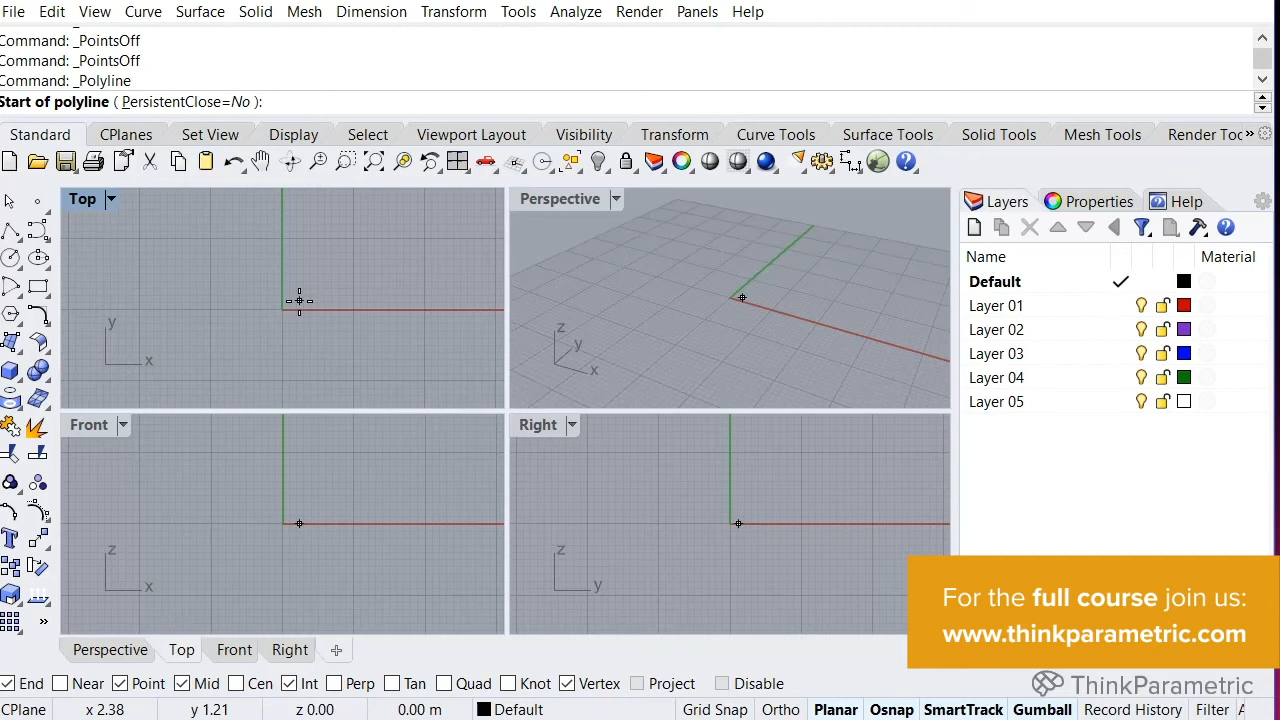 File Edit View Curve Surface Solid Mesh Dimension Transform Tools Analyze Render Panels Help
Command: _PointsOff
Command: _PointsOff
Command: _Polyline
Start of polyline ( PersistentClose=No ):
Standard CPlanes Set View Display Select Viewport Layout Visibility Transform Curve Tools Surface Tools Solid Tools Mesh Tools Render Toc »
Top
Perspective
Layers Properties Help
Name Material
Default
Layer 01
Layer 02
Layer 03
Layer 04
Layer 05
y
x
z
y
x
Front
Right
z
x
z
y
For the full course join us:
www.thinkparametric.com
Perspective Top Front Right
End Near Point Mid Cen Int Perp Tan Quad Knot Vertex Project Disable
ThinkParametric
CPlane x 2.38 y 1.21 z 0.00 0.00 m Default Grid Snap Ortho Planar Osnap SmartTrack Gumball Record History Filter